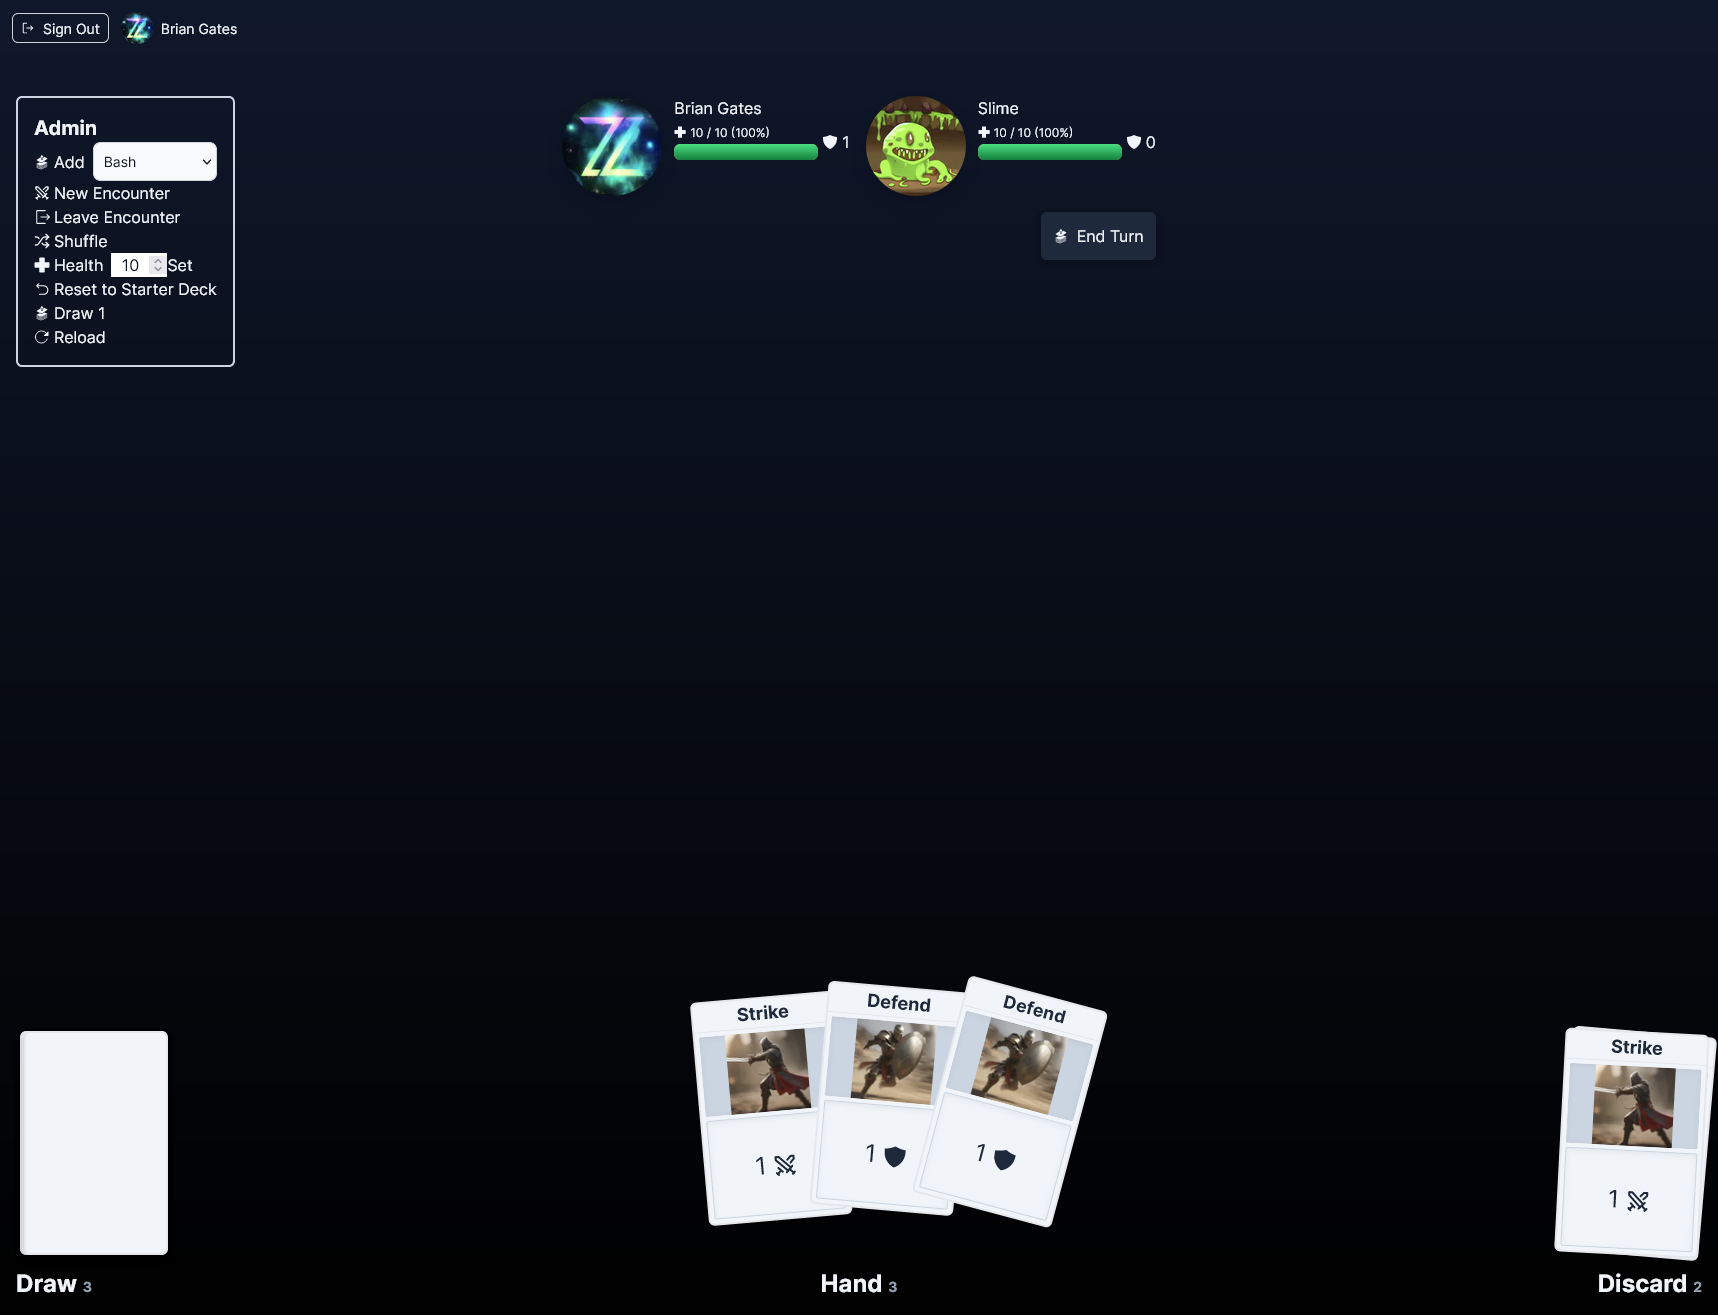 Sign Out
Brian Gates
Admin
Add Bash
New Encounter
Leave Encounter
Shuffle
Health 10 Set
Reset to Starter Deck
Draw 1
Reload
Brian Gates
10 / 10 (100%)
1
Slime
10 / 10 (100%)
0
End Turn
Strike
1
Defend
1
Defend
1
Strike
1
Draw 3
Hand 3
Discard 2